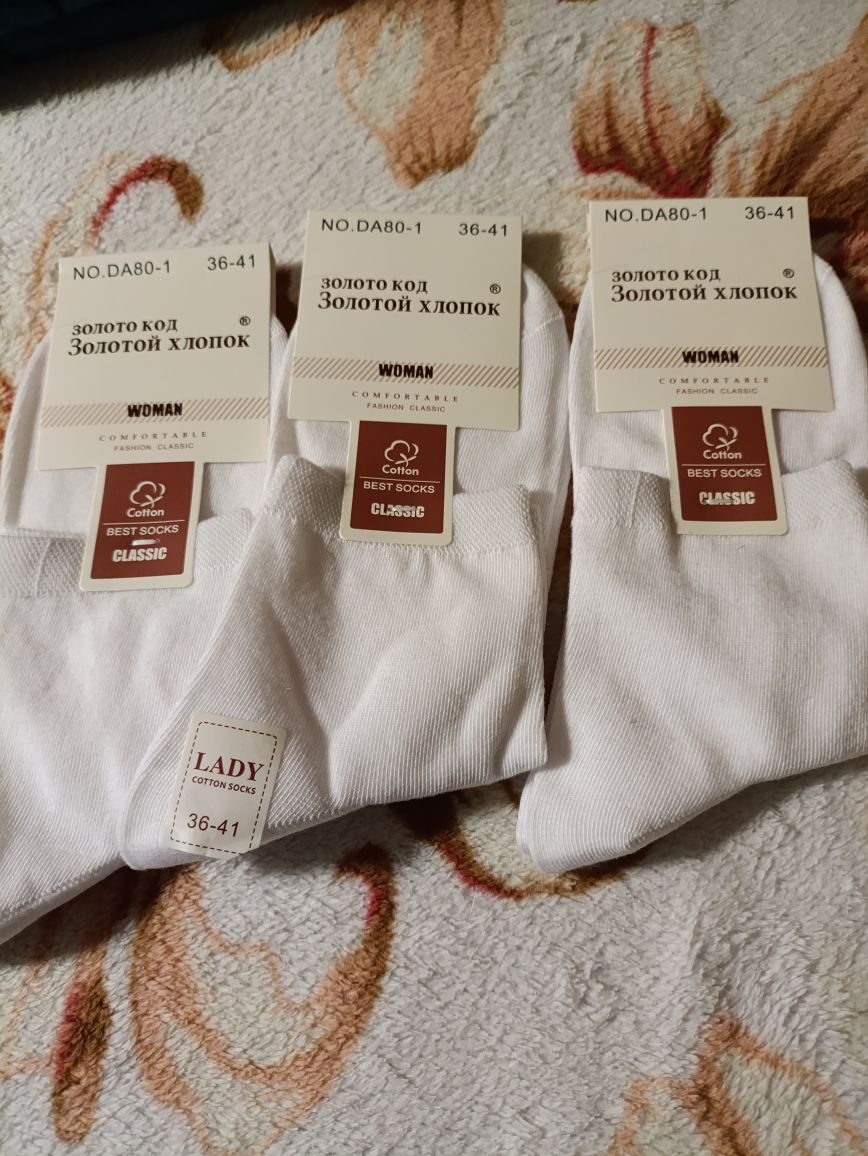 NO.DA80-1 36-41
золото код ®
Золотой хлопок
WOMAN
COMFORTABLE
FASHION CLASSIC
Cotton
BEST SOCKS
CLASSIC
NO.DA80-1 36-41
золото код ®
Золотой хлопок
WOMAN
COMFORTABLE
FASHION CLASSIC
Cotton
BEST SOCKS
CLASSIC
LADY
COTTON SOCKS
36-41
NO.DA80-1 36-41
золото код ®
Золотой хлопок
WOMAN
COMFORTABLE
FASHION CLASSIC
Cotton
BEST SOCKS
CLASSIC